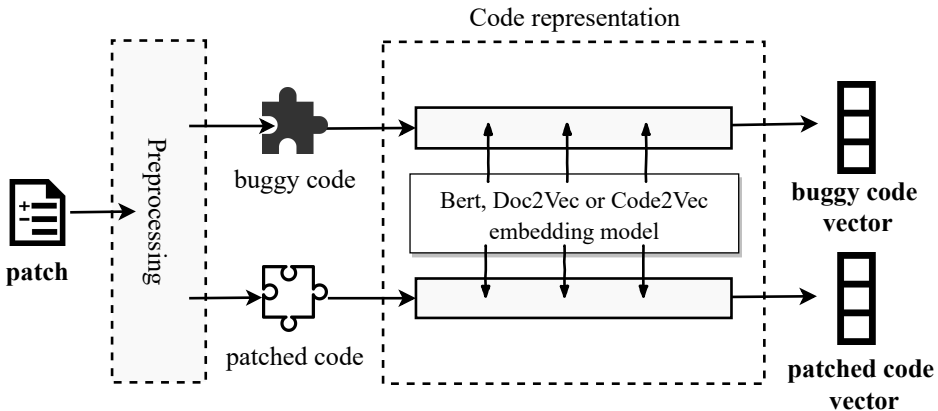 Code representation
Preprocessing
buggy code
patch
Bert, Doc2Vec or Code2Vec
embedding model
buggy code
vector
patched code
patched code
vector